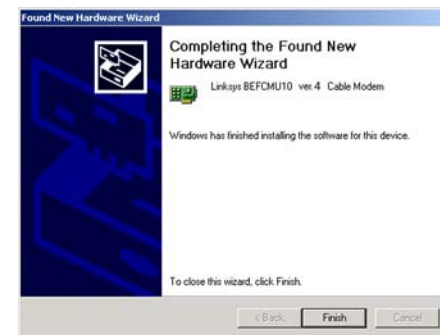 Found New Hardware Wizard
Completing the Found New
Hardware Wizard
Linksys BEFCMU10 ver. 4 Cable Modem
Windows has finished installing the software for this device.
To close this wizard, click Finish.
< Back
Finish
Cancel